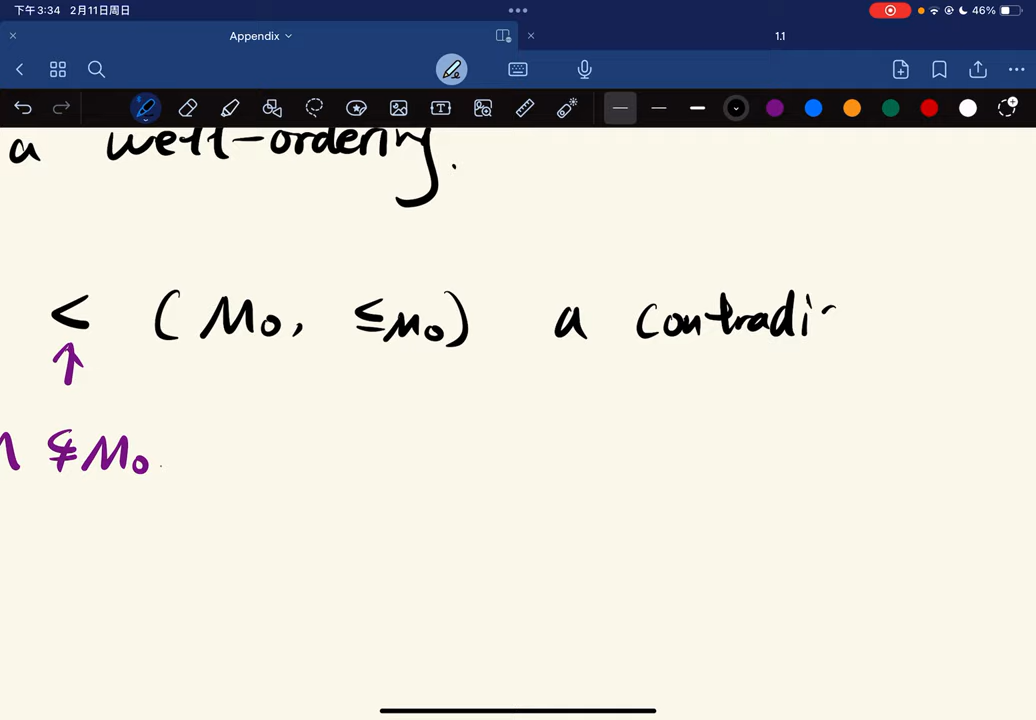 下午3:34 2月11日周日
46%
Appendix
1.1
a well-ordering.
< (M₀, ≤M₀) a contradi
⊊ M₀